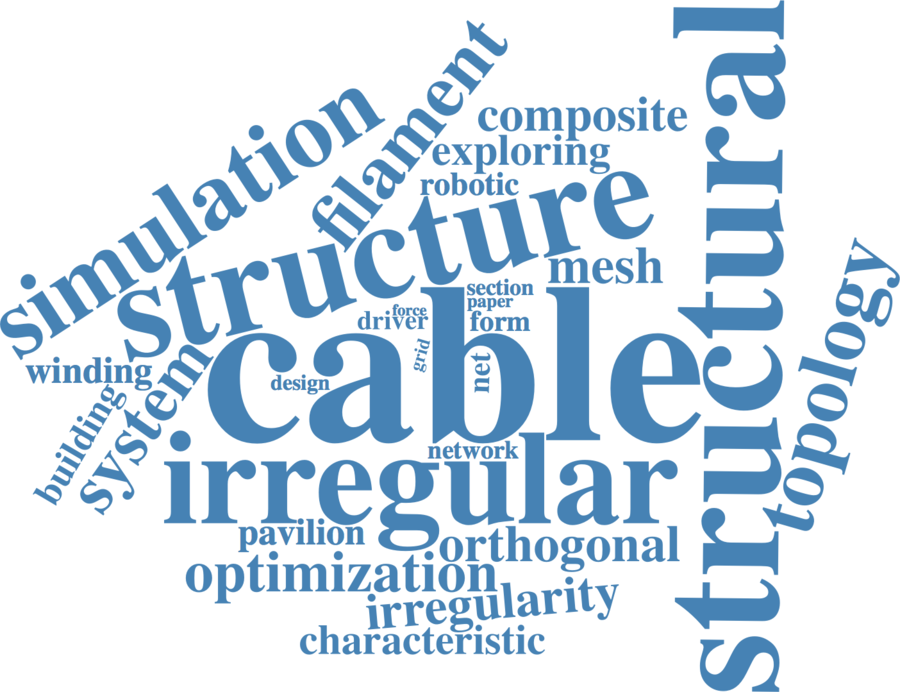 structural
filament
simulation
composite
exploring
robotic
structure
mesh
section
paper
force
driver
form
cable
topology
grid
net
winding
system
design
building
network
irregular
pavilion
orthogonal
optimization
irregularity
characteristic